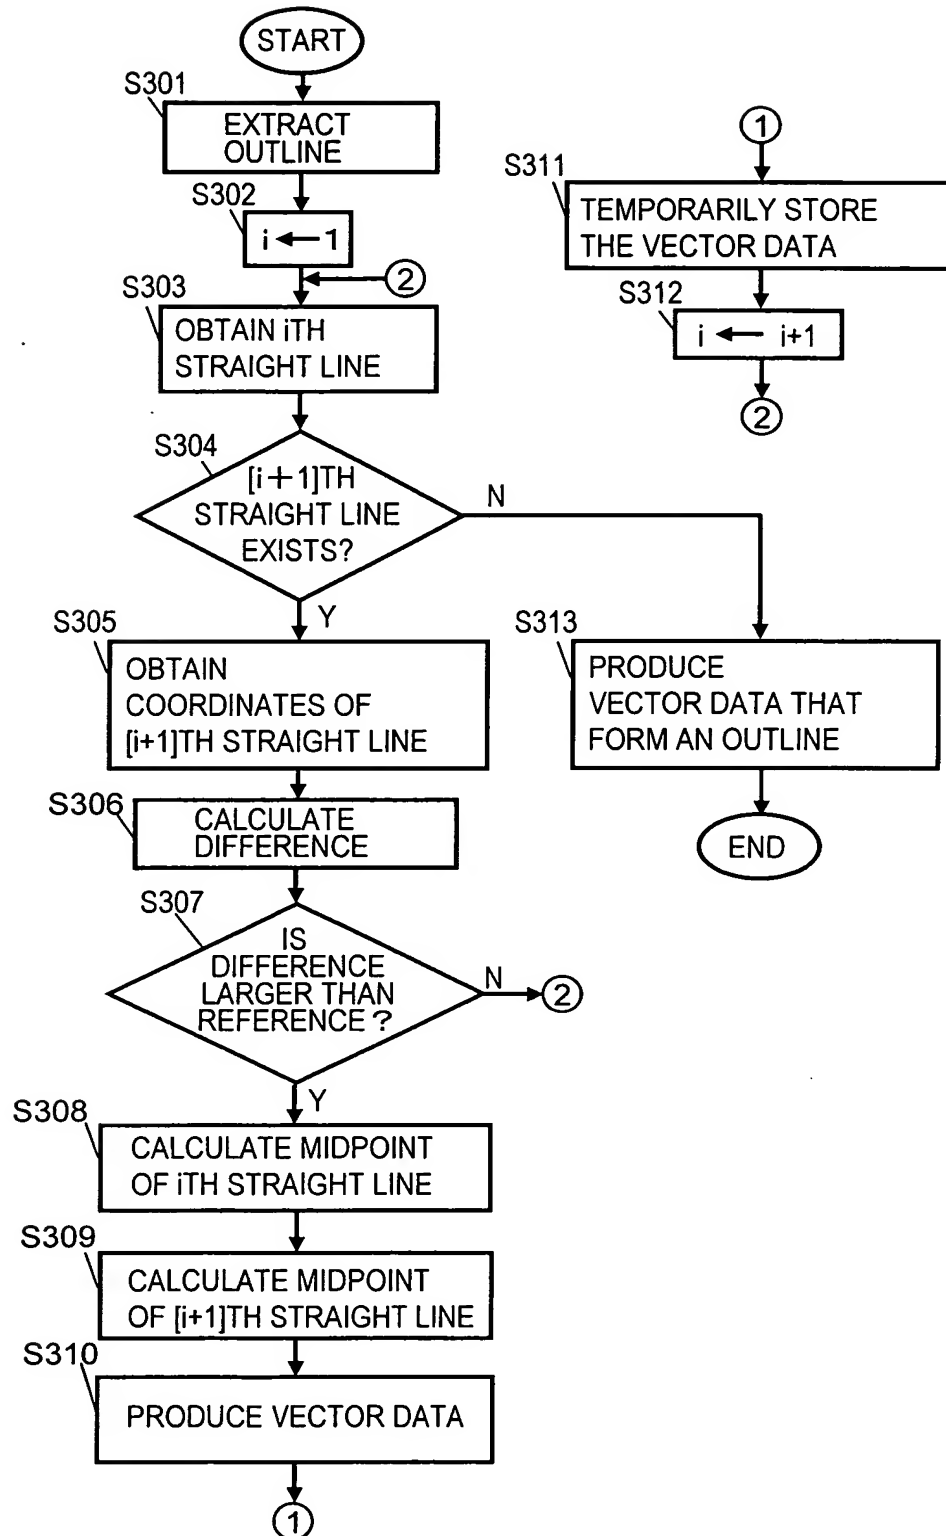 START
S301
EXTRACT
OUTLINE
S302
i ← 1
②
S303
OBTAIN iTH
STRAIGHT LINE
S304
[i+1]TH
STRAIGHT LINE
EXISTS?
N
Y
S305
OBTAIN
COORDINATES OF
[i+1]TH STRAIGHT LINE
S306
CALCULATE
DIFFERENCE
S307
IS
DIFFERENCE
LARGER THAN
REFERENCE?
N
②
Y
S308
CALCULATE MIDPOINT
OF iTH STRAIGHT LINE
S309
CALCULATE MIDPOINT
OF [i+1]TH STRAIGHT LINE
S310
PRODUCE VECTOR DATA
①
①
S311
TEMPORARILY STORE
THE VECTOR DATA
S312
i ← i+1
②
S313
PRODUCE
VECTOR DATA THAT
FORM AN OUTLINE
END